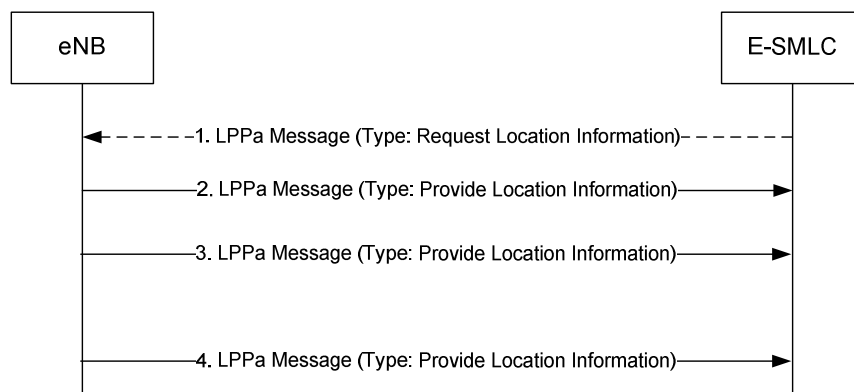 eNB
E-SMLC
1. LPPa Message (Type: Request Location Information)
2. LPPa Message (Type: Provide Location Information)
3. LPPa Message (Type: Provide Location Information)
4. LPPa Message (Type: Provide Location Information)